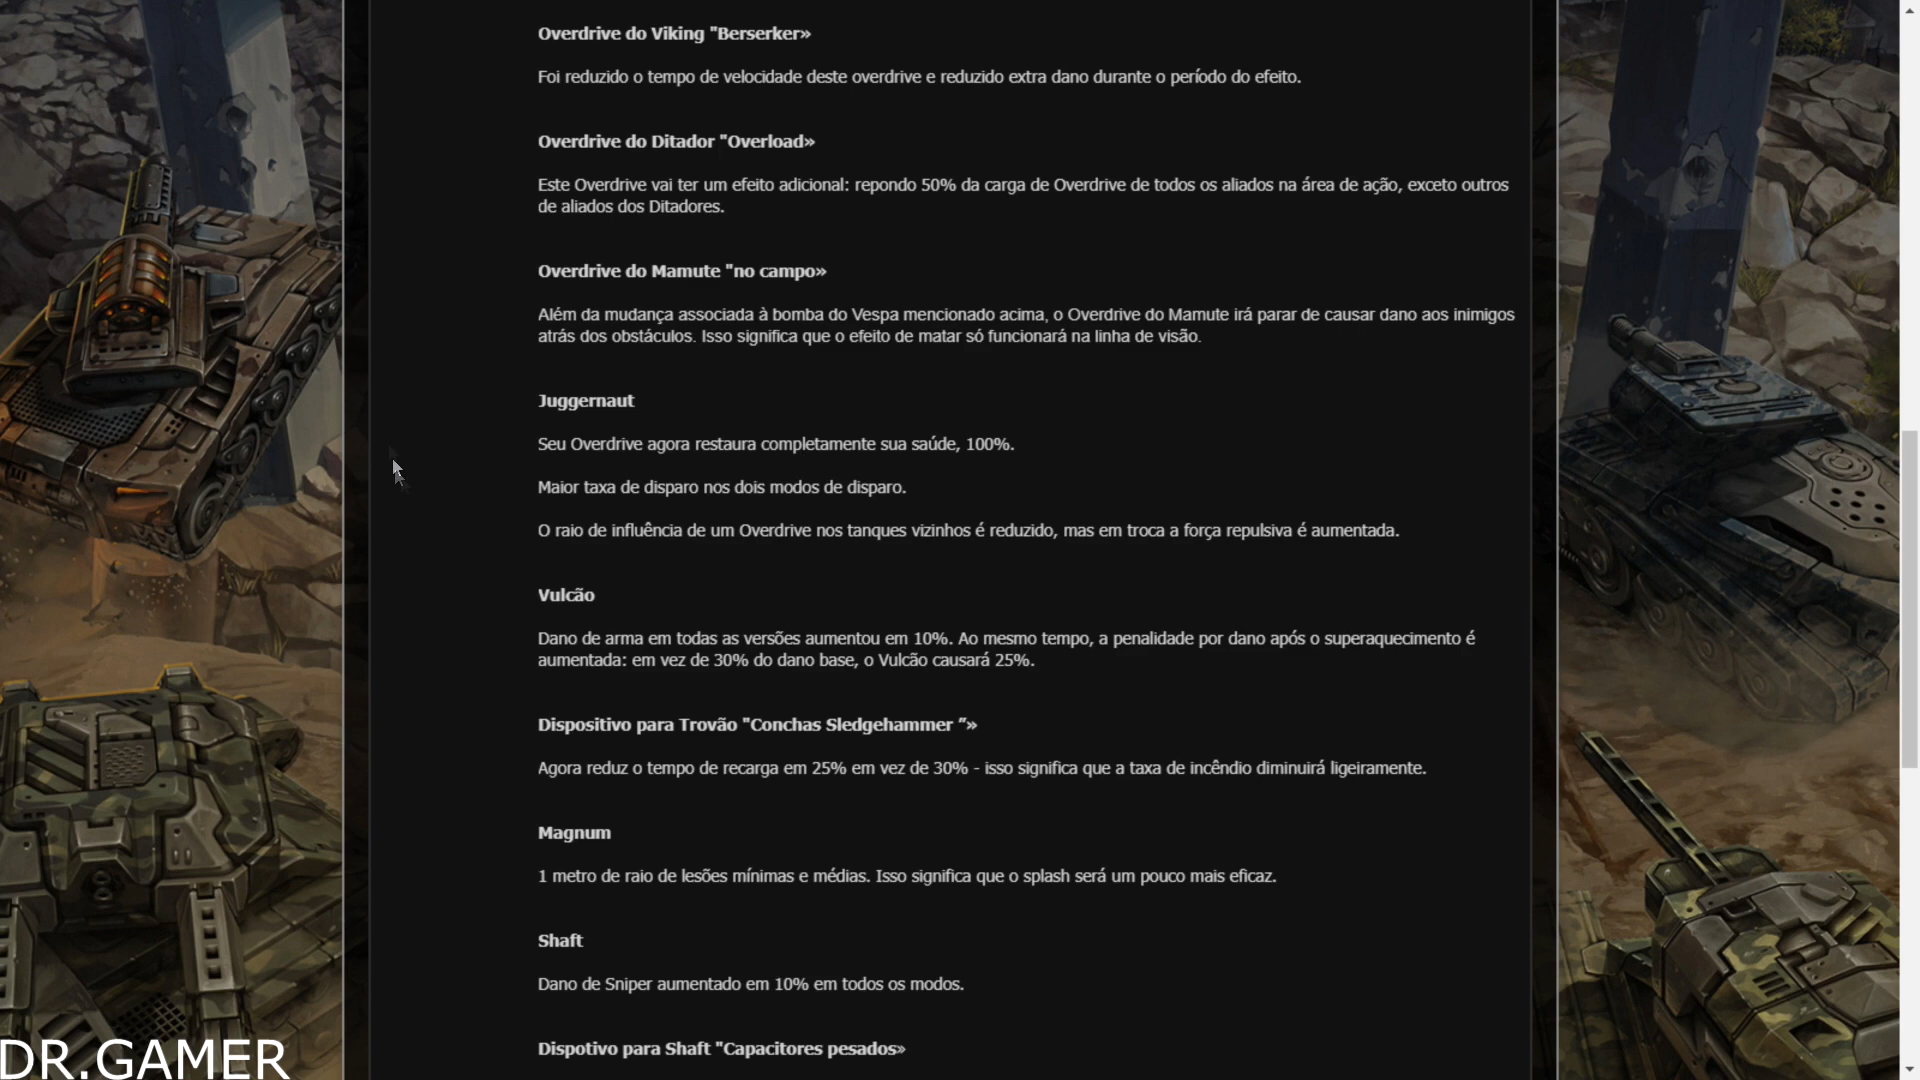 Overdrive do Viking "Berserker»
Foi reduzido o tempo de velocidade deste overdrive e reduzido extra dano durante o período do efeito.
Overdrive do Ditador "Overload»
Este Overdrive vai ter um efeito adicional: repondo 50% da carga de Overdrive de todos os aliados na área de ação, exceto outros
de aliados dos Ditadores.
Overdrive do Mamute "no campo»
Além da mudança associada à bomba do Vespa mencionado acima, o Overdrive do Mamute irá parar de causar dano aos inimigos
atrás dos obstáculos. Isso significa que o efeito de matar só funcionará na linha de visão.
Juggernaut
Seu Overdrive agora restaura completamente sua saúde, 100%.
Maior taxa de disparo nos dois modos de disparo.
O raio de influência de um Overdrive nos tanques vizinhos é reduzido, mas em troca a força repulsiva é aumentada.
Vulcão
Dano de arma em todas as versões aumentou em 10%. Ao mesmo tempo, a penalidade por dano após o superaquecimento é
aumentada: em vez de 30% do dano base, o Vulcão causará 25%.
Dispositivo para Trovão "Conchas Sledgehammer ”»
Agora reduz o tempo de recarga em 25% em vez de 30% - isso significa que a taxa de incêndio diminuirá ligeiramente.
Magnum
1 metro de raio de lesões mínimas e médias. Isso significa que o splash será um pouco mais eficaz.
Shaft
Dano de Sniper aumentado em 10% em todos os modos.
Dispotivo para Shaft "Capacitores pesados»
DR.GAMER